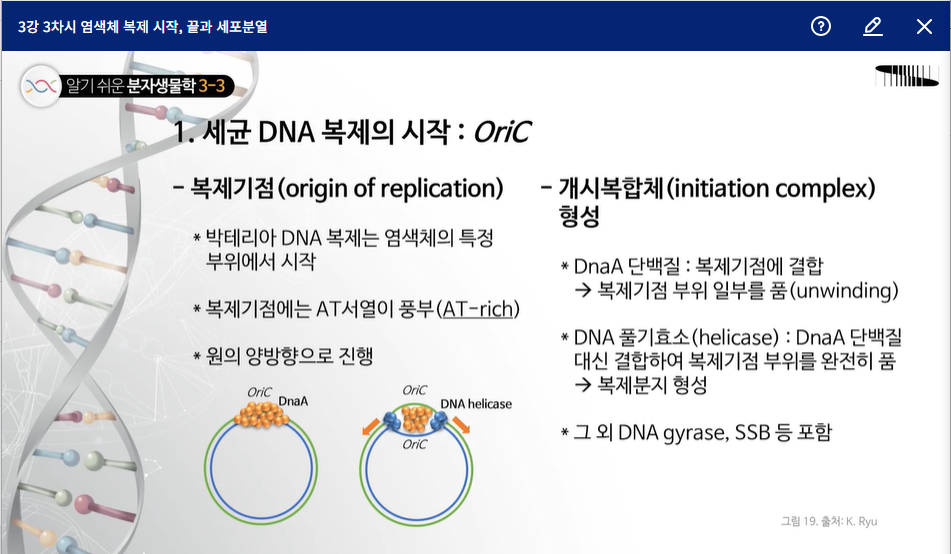 3강 3차시 염색체 복제 시작, 끝과 세포분열
알기 쉬운 분자생물학 3-3
1. 세균 DNA 복제의 시작 : OriC
- 복제기점(origin of replication)
* 박테리아 DNA 복제는 염색체의 특정
부위에서 시작
* 복제기점에는 AT서열이 풍부(AT-rich)
* 원의 양방향으로 진행
OriC
DnaA
OriC
DNA helicase
OriC
- 개시복합체(initiation complex)
형성
* DnaA 단백질 : 복제기점에 결합
→ 복제기점 부위 일부를 품(unwinding)
* DNA 풀기효소(helicase) : DnaA 단백질
대신 결합하여 복제기점 부위를 완전히 품
→ 복제분지 형성
* 그 외 DNA gyrase, SSB 등 포함
그림 19. 출처: K. Ryu